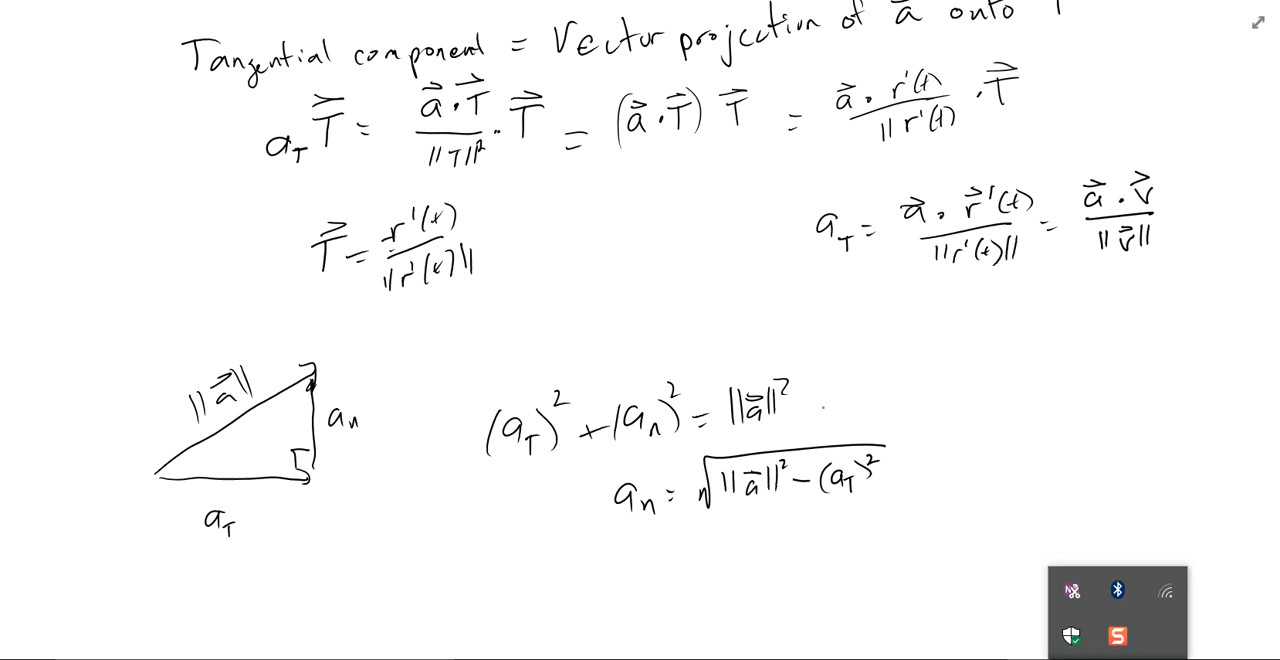 Tangential component = Vector projection of a⃗ onto T
a_T T⃗ = (a⃗ · T⃗)/||T||² · T⃗ = (a⃗ · T⃗) T⃗ = (a⃗ · r'(t))/||r'(t)|| · T⃗
T⃗ = r'(t)/||r'(t)||
a_T = (a⃗ · r⃗'(t))/||r'(t)|| = (a⃗ · v⃗)/||v⃗||
||a⃗||
a_n
a_T
(a_T)² + (a_n)² = ||a⃗||²
a_n = √(||a⃗||² − (a_T)²)
N
S